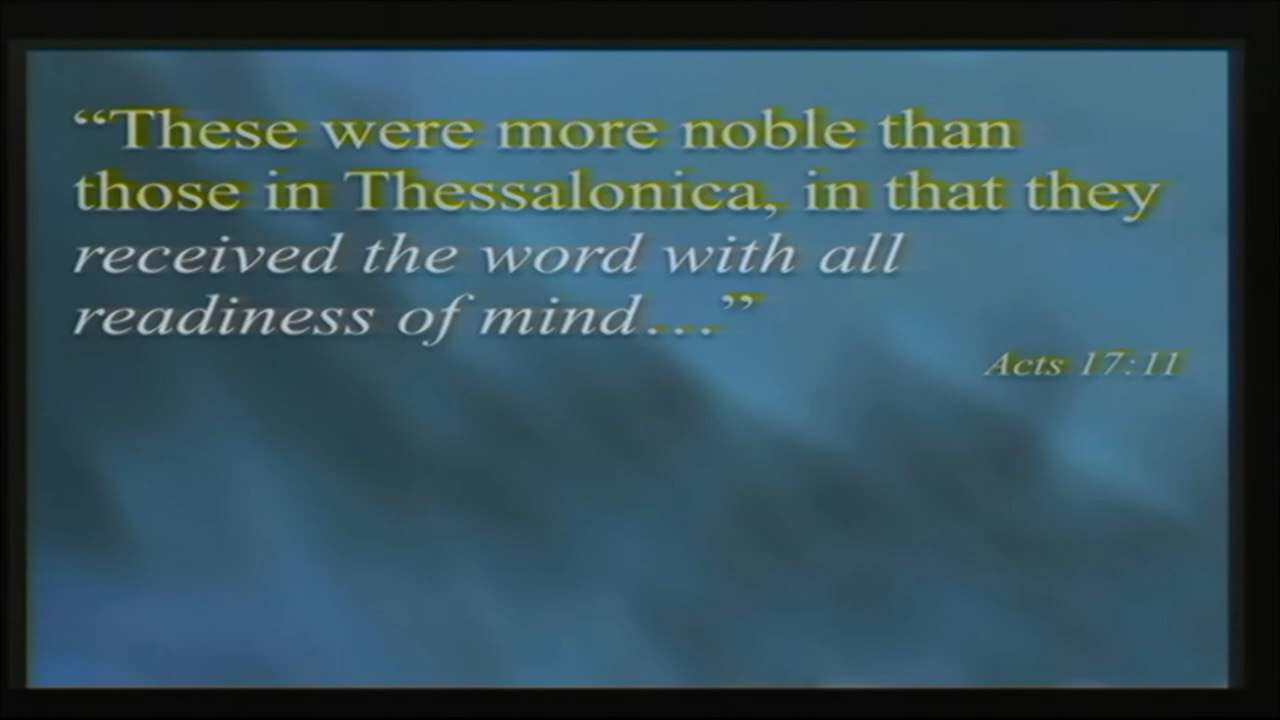 “These were more noble than
those in Thessalonica, in that they
received the word with all
readiness of mind…”
Acts 17:11